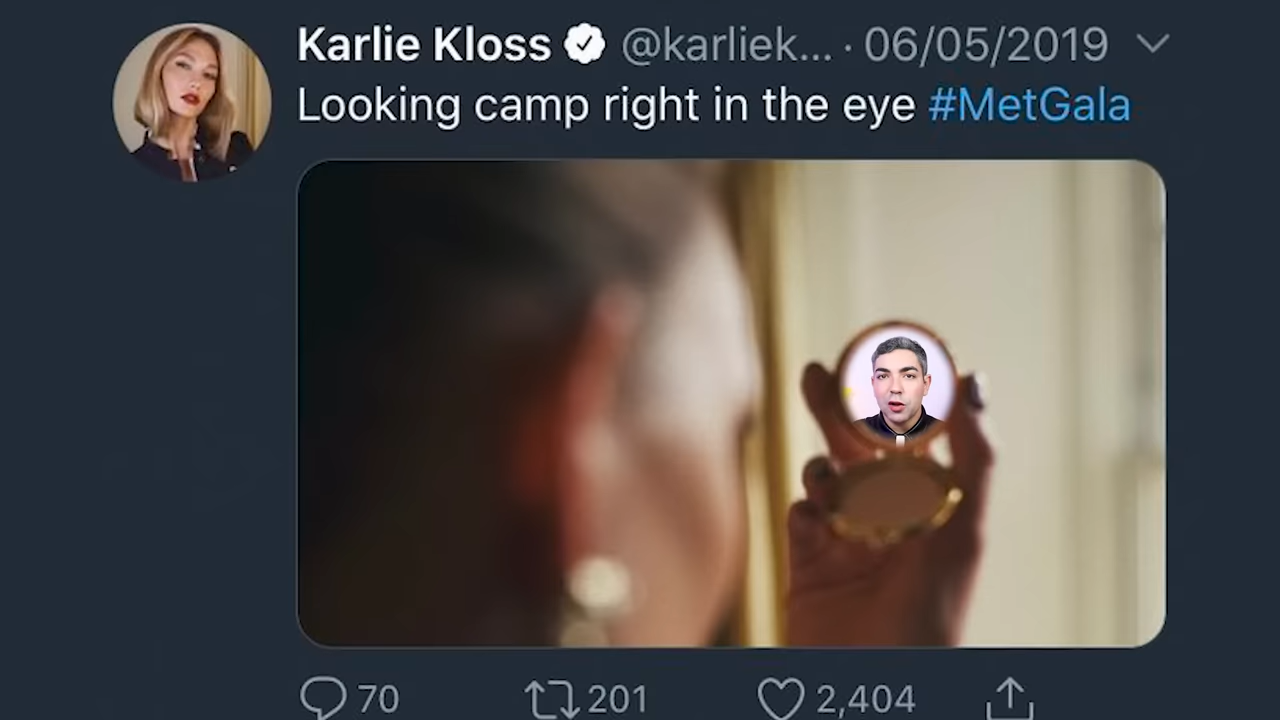 Karlie Kloss @karliek... · 06/05/2019
Looking camp right in the eye #MetGala
70 201 2,404